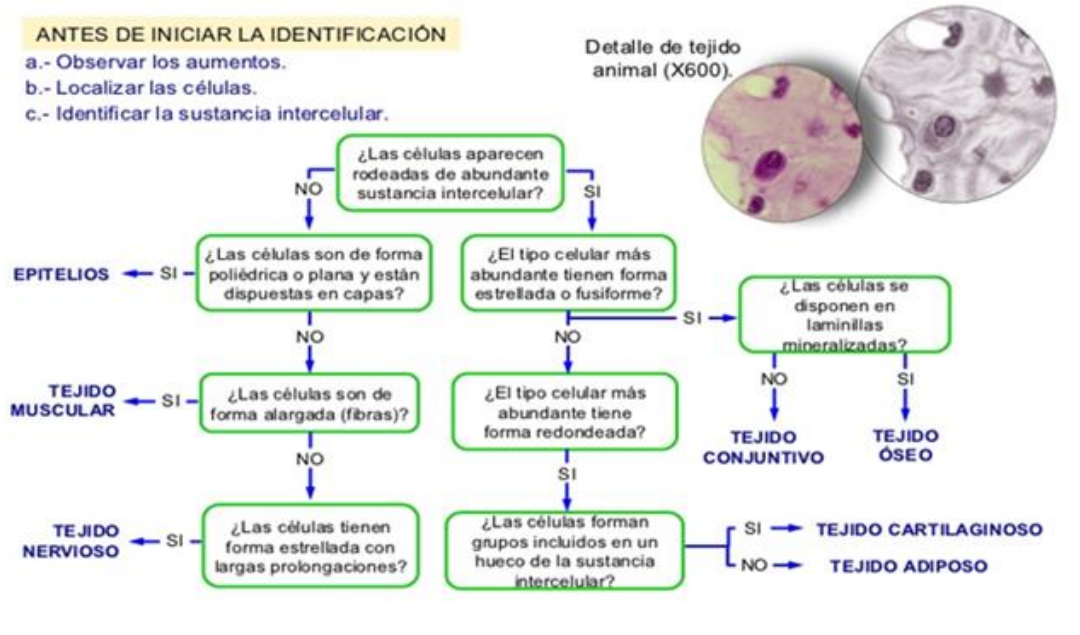 ANTES DE INICIAR LA IDENTIFICACIÓN
a.- Observar los aumentos.
b.- Localizar las células.
c.- Identificar la sustancia intercelular.
Detalle de tejido
animal (X600).
¿Las células aparecen
rodeadas de abundante
sustancia intercelular?
NO
SI
¿Las células son de forma
poliédrica o plana y están
dispuestas en capas?
SI
EPITELIOS
NO
¿El tipo celular más
abundante tienen forma
estrellada o fusiforme?
SI
NO
¿Las células se
disponen en
laminillas
mineralizadas?
NO
SI
TEJIDO
CONJUNTIVO
TEJIDO
ÓSEO
¿Las células son de
forma alargada (fibras)?
SI
TEJIDO
MUSCULAR
NO
¿El tipo celular más
abundante tiene
forma redondeada?
SI
¿Las células tienen
forma estrellada con
largas prolongaciones?
SI
TEJIDO
NERVIOSO
¿Las células forman
grupos incluidos en un
hueco de la sustancia
intercelular?
SI
TEJIDO CARTILAGINOSO
NO
TEJIDO ADIPOSO